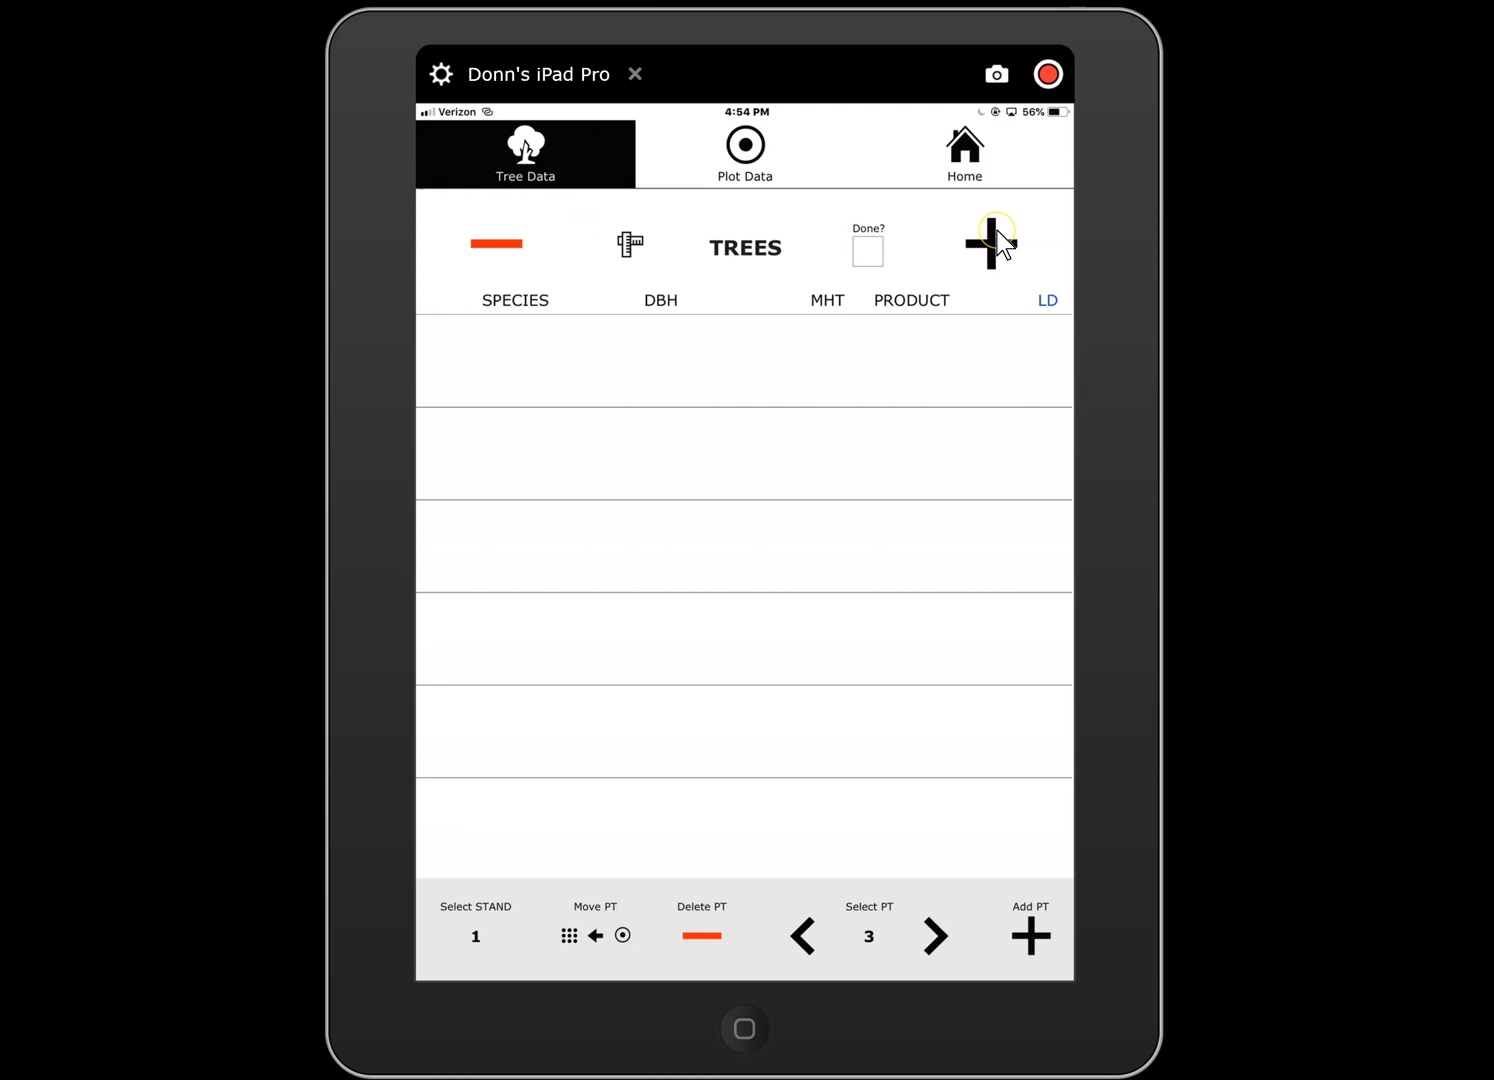 Donn's iPad Pro
Verizon 4:54 PM 56%
Tree Data Plot Data Home
TREES Done?
SPECIES DBH MHT PRODUCT LD
Select STAND Move PT Delete PT Select PT Add PT
1 3